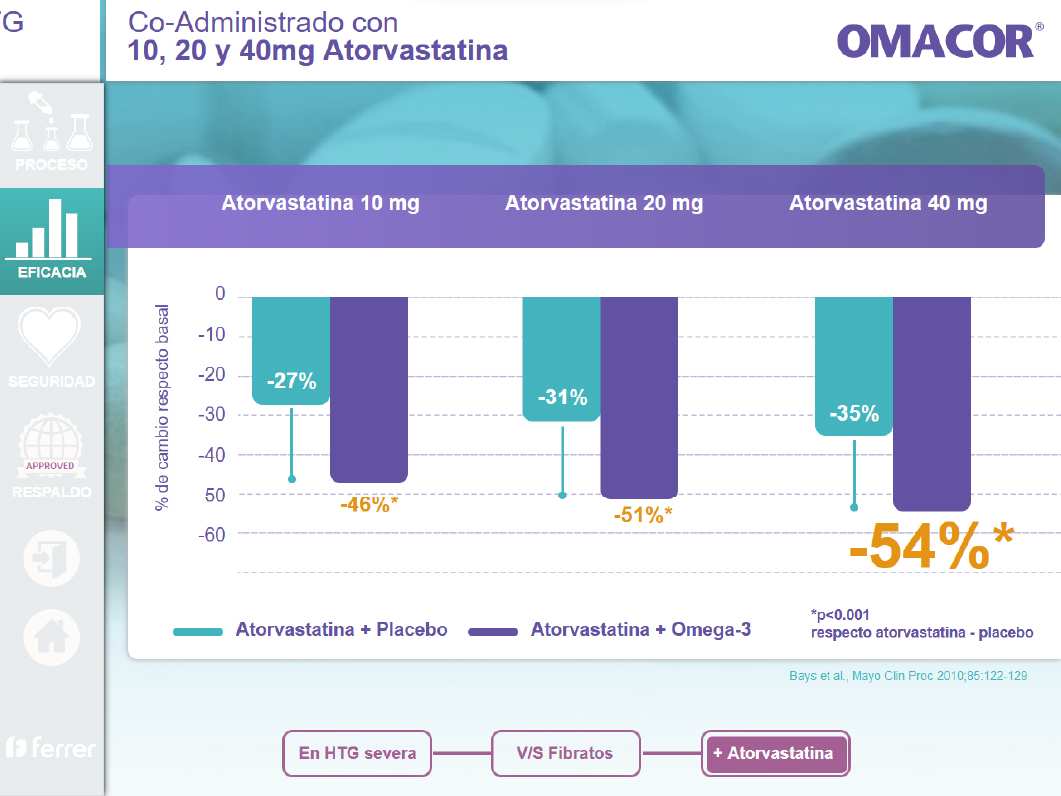 TG
Co-Administrado con
10, 20 y 40mg Atorvastatina
OMACOR®
PROCESO
EFICACIA
SEGURIDAD
APPROVED
RESPALDO
ferrer
Atorvastatina 10 mg
Atorvastatina 20 mg
Atorvastatina 40 mg
% de cambio respecto basal
0
-10
-20
-30
-40
50
-60
-27%
-46%*
-31%
-51%*
-35%
-54%*
Atorvastatina + Placebo
Atorvastatina + Omega-3
*p<0.001
respecto atorvastatina - placebo
Bays et al., Mayo Clin Proc 2010;85:122-129
En HTG severa
V/S Fibratos
+ Atorvastatina